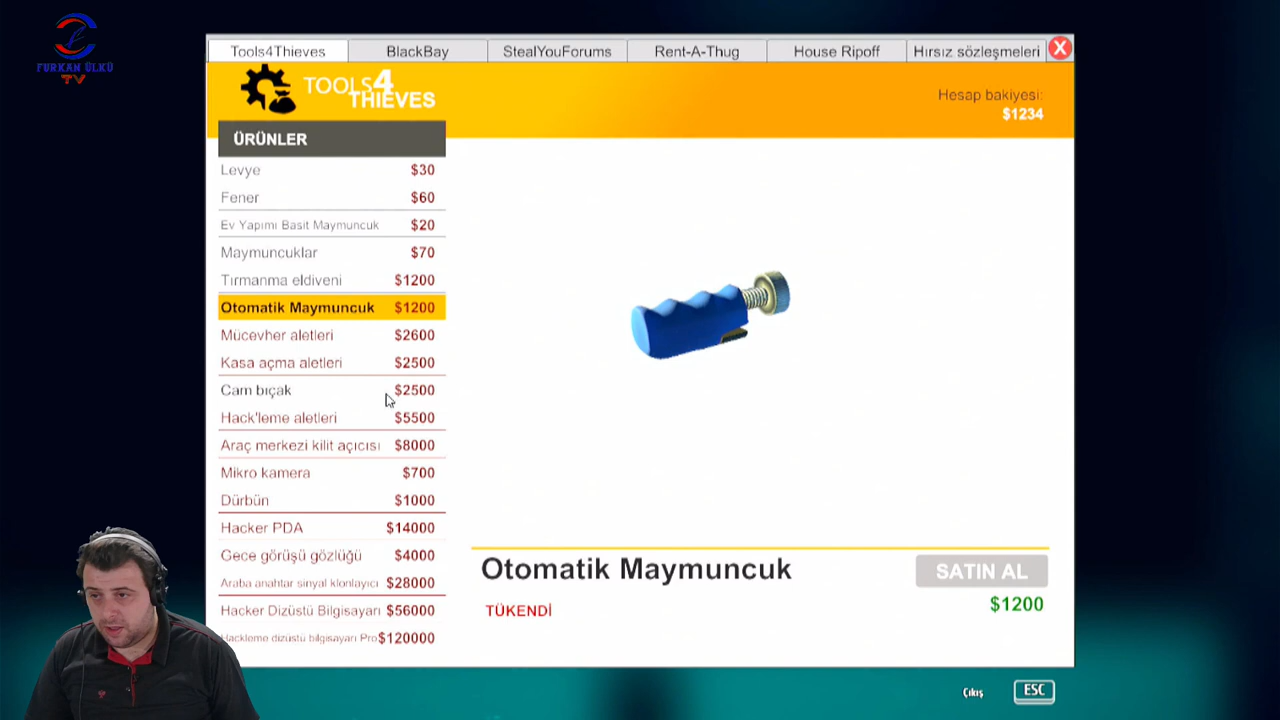 FURKAN ÜLKÜ
TV
Tools4Thieves
BlackBay
StealYouForums
Rent-A-Thug
House Ripoff
Hırsız sözleşmeleri
X
TOOLS4
THIEVES
Hesap bakiyesi:
$1234
ÜRÜNLER
Levye $30
Fener $60
Ev Yapımı Basit Maymuncuk $20
Maymuncuklar $70
Tırmanma eldiveni $1200
Otomatik Maymuncuk $1200
Mücevher aletleri $2600
Kasa açma aletleri $2500
Cam bıçak $2500
Hack'leme aletleri $5500
Araç merkezi kilit açıcısı $8000
Mikro kamera $700
Dürbün $1000
Hacker PDA $14000
Gece görüşü gözlüğü $4000
Araba anahtar sinyal klonlayıcı $28000
Hacker Dizüstü Bilgisayarı $56000
Hackleme dizüstü bilgisayarı Pro $120000
Otomatik Maymuncuk
SATIN AL
TÜKENDİ
$1200
Çıkış
ESC